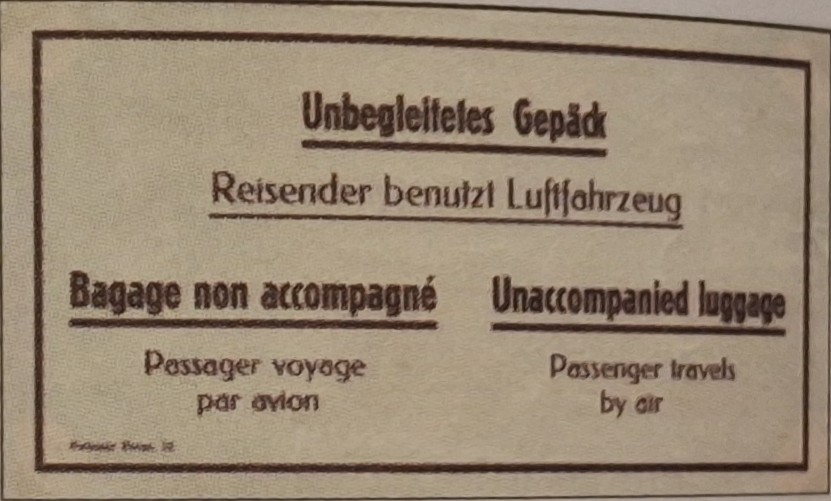 Unbegleitetes Gepäck
Reisender benutzt Luftfahrzeug
Bagage non accompagné
Passager voyage
par avion
Unaccompanied luggage
Passenger travels
by air